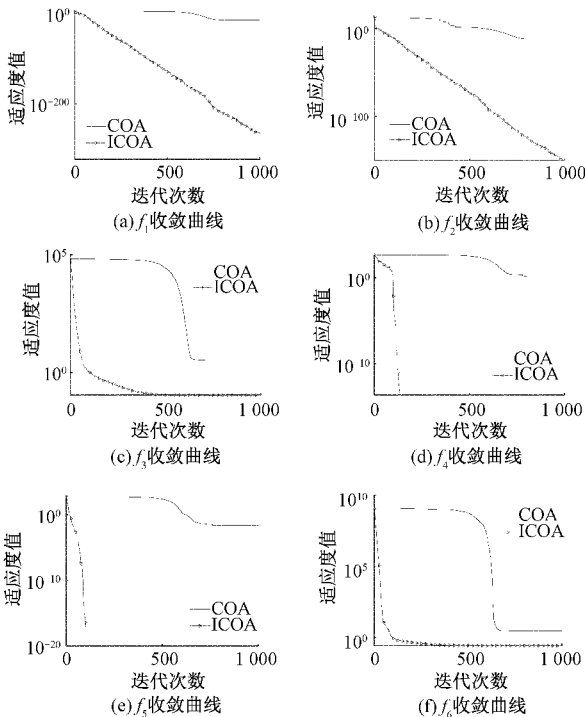 10⁰
10⁻²⁰⁰
适应度值
COA
ICOA
0
500
1 000
迭代次数
(a) f₁收敛曲线
10⁰
10 100
适应度值
COA
ICOA
0
500
1 000
迭代次数
(b) f₂收敛曲线
10⁵
10⁰
适应度值
COA
ICOA
0
500
1 000
迭代次数
(c) f₃收敛曲线
10⁰
10 10
适应度值
COA
ICOA
0
500
1 000
迭代次数
(d) f₄收敛曲线
10⁰
10 10
10⁻²⁰
适应度值
COA
ICOA
0
500
1 000
迭代次数
(e) f₅收敛曲线
10¹⁰
10⁵
10⁰
适应度值
COA
ICOA
0
500
1 000
迭代次数
(f) f₆收敛曲线